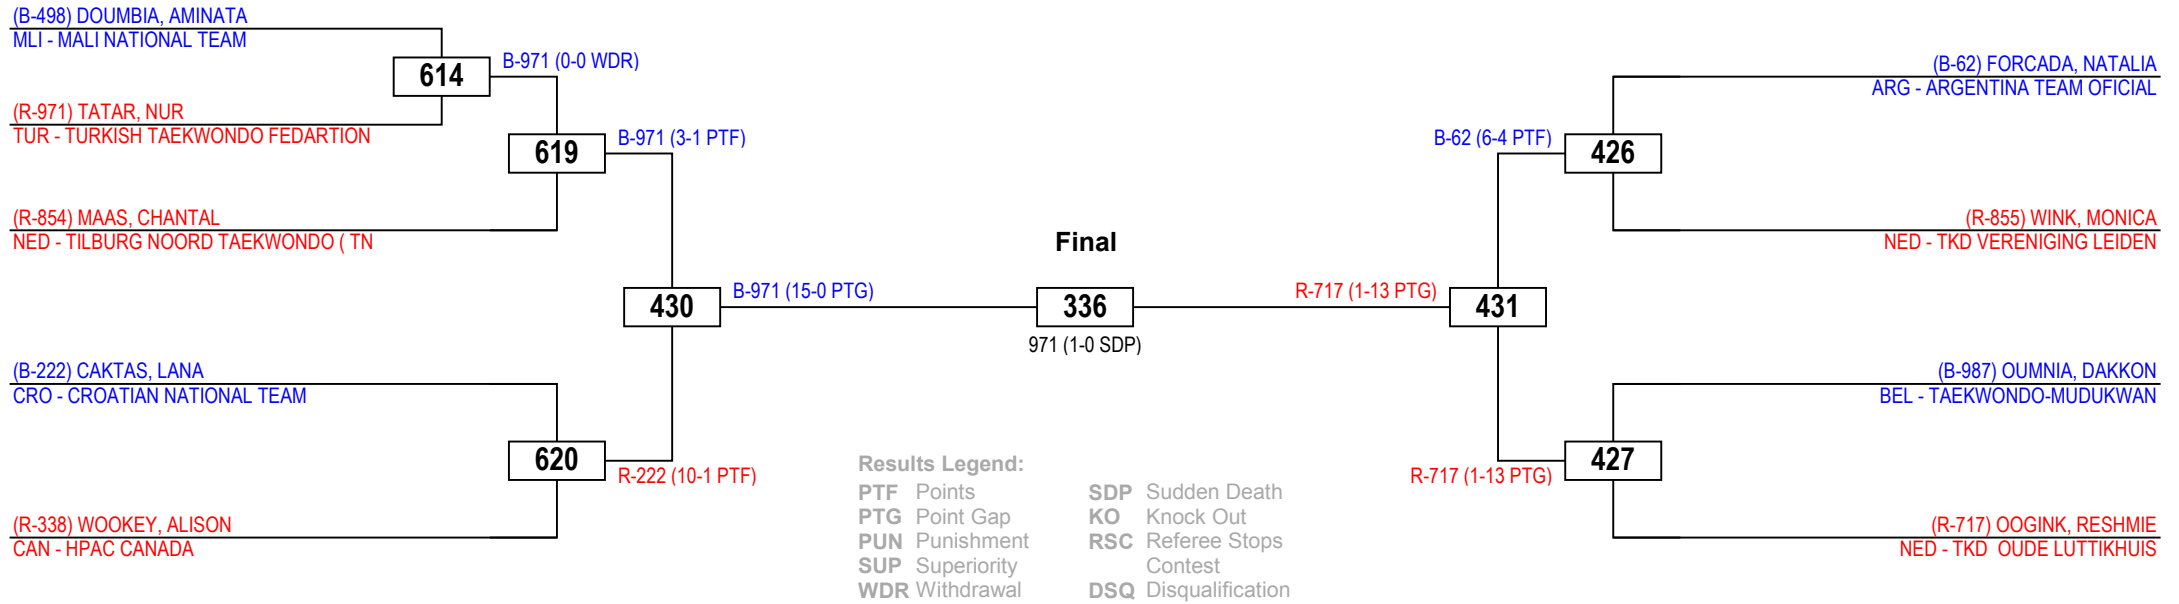 (B-498) DOUMBIA, AMINATA
MLI - MALI NATIONAL TEAM
614
B-971 (0-0 WDR)
(R-971) TATAR, NUR
TUR - TURKISH TAEKWONDO FEDARTION
619
B-971 (3-1 PTF)
(R-854) MAAS, CHANTAL
NED - TILBURG NOORD TAEKWONDO ( TN
430
B-971 (15-0 PTG)
(B-222) CAKTAS, LANA
CRO - CROATIAN NATIONAL TEAM
620
R-222 (10-1 PTF)
(R-338) WOOKEY, ALISON
CAN - HPAC CANADA
Final
336
971 (1-0 SDP)
(B-62) FORCADA, NATALIA
ARG - ARGENTINA TEAM OFICIAL
B-62 (6-4 PTF)
426
(R-855) WINK, MONICA
NED - TKD VERENIGING LEIDEN
R-717 (1-13 PTG)
431
(B-987) OUMNIA, DAKKON
BEL - TAEKWONDO-MUDUKWAN
R-717 (1-13 PTG)
427
(R-717) OOGINK, RESHMIE
NED - TKD  OUDE LUTTIKHUIS
Results Legend:
PTF Points
PTG Point Gap
PUN Punishment
SUP Superiority
WDR Withdrawal
SDP Sudden Death
KO Knock Out
RSC Referee Stops
Contest
DSQ Disqualification